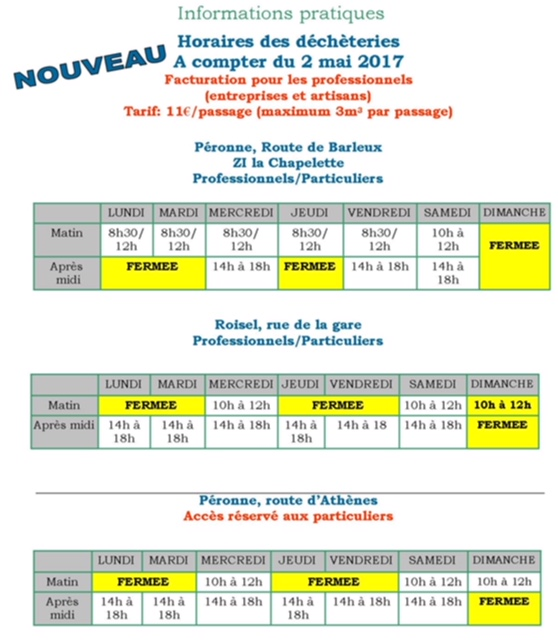 Informations pratiques
NOUVEAU
Horaires des déchèteries
A compter du 2 mai 2017
Facturation pour les professionnels
(entreprises et artisans)
Tarif: 11€/passage (maximum 3m³ par passage)
Péronne, Route de Barleux
ZI la Chapelette
Professionnels/Particuliers
LUNDI MARDI MERCREDI JEUDI VENDREDI SAMEDI DIMANCHE
Matin 8h30/ 8h30/ 8h30/ 8h30/ 8h30/ 10h à FERMEE
12h 12h 12h 12h 12h 12h
Après FERMEE 14h à 18h FERMEE 14h à 18h 14h à
midi 18h
Roisel, rue de la gare
Professionnels/Particuliers
LUNDI MARDI MERCREDI JEUDI VENDREDI SAMEDI DIMANCHE
Matin FERMEE 10h à 12h FERMEE 10h à 12h 10h à 12h
Après midi 14h à 14h à 14h à 18h 14h à 14h à 18 14h à 18h FERMEE
18h 18h 18h
Péronne, route d'Athènes
Accès réservé aux particuliers
LUNDI MARDI MERCREDI JEUDI VENDREDI SAMEDI DIMANCHE
Matin FERMEE 10h à 12h FERMEE 10h à 12h 10h à 12h
Après 14h à 14h à 14h à 18h 14h à 14h à 18h 14h à 18h FERMEE
midi 18h 18h 18h